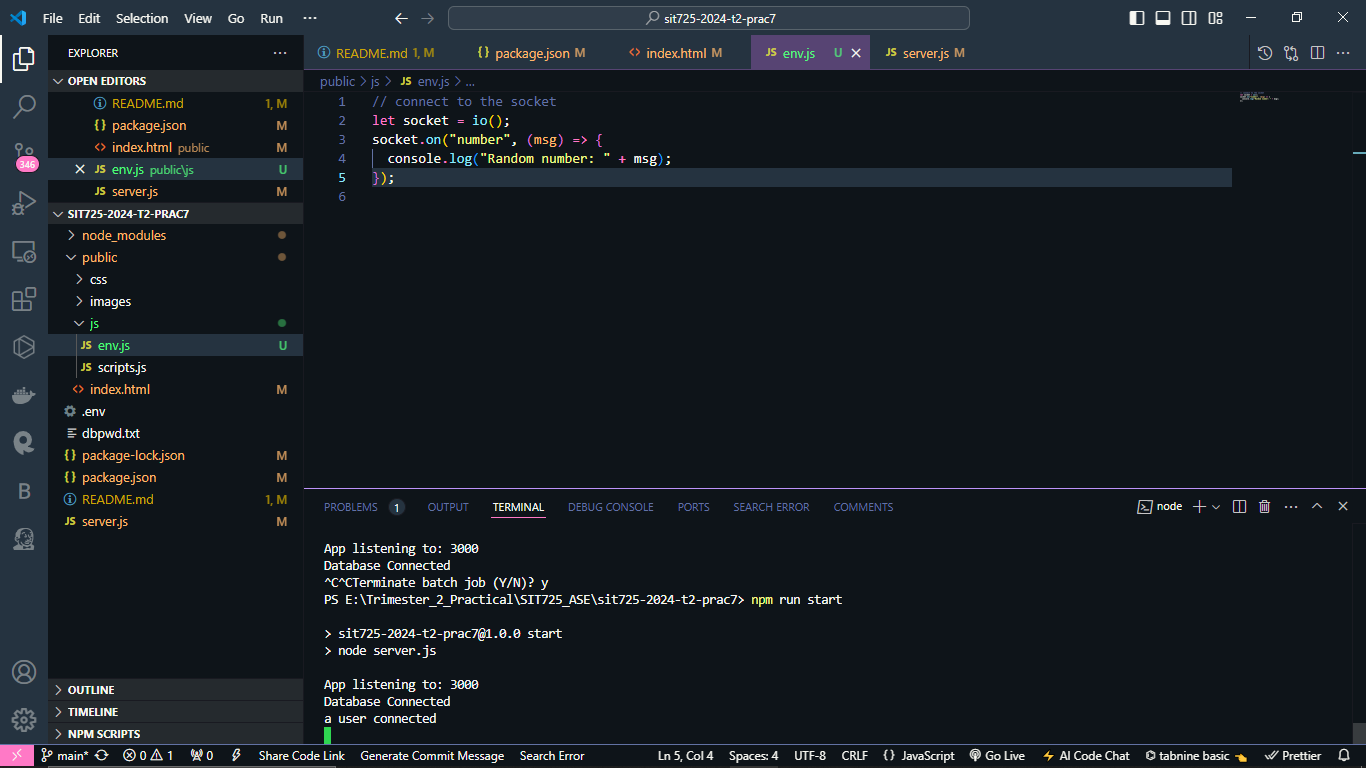 File Edit Selection View Go Run ··· sit725-2024-t2-prac7
EXPLORER ···
OPEN EDITORS
README.md 1, M
package.json M
index.html public M
env.js public\js U
server.js M
346
SIT725-2024-T2-PRAC7
node_modules
public
css
images
js
env.js U
scripts.js
index.html M
.env
dbpwd.txt
package-lock.json M
package.json M
README.md 1, M
server.js M
OUTLINE
TIMELINE
NPM SCRIPTS
README.md 1, M package.json M index.html M env.js U server.js M
public > js > JS env.js > ...
1 // connect to the socket
2 let socket = io();
3 socket.on("number", (msg) => {
4 console.log("Random number: " + msg);
5 });
6
PROBLEMS 1 OUTPUT TERMINAL DEBUG CONSOLE PORTS SEARCH ERROR COMMENTS node
App listening to: 3000
Database Connected
^C^CTerminate batch job (Y/N)? y
PS E:\Trimester_2_Practical\SIT725_ASE\sit725-2024-t2-prac7> npm run start
> sit725-2024-t2-prac7@1.0.0 start
> node server.js
App listening to: 3000
Database Connected
a user connected
main* 0 1 0 Share Code Link Generate Commit Message Search Error Ln 5, Col 4 Spaces: 4 UTF-8 CRLF {} JavaScript Go Live AI Code Chat tabnine basic Prettier